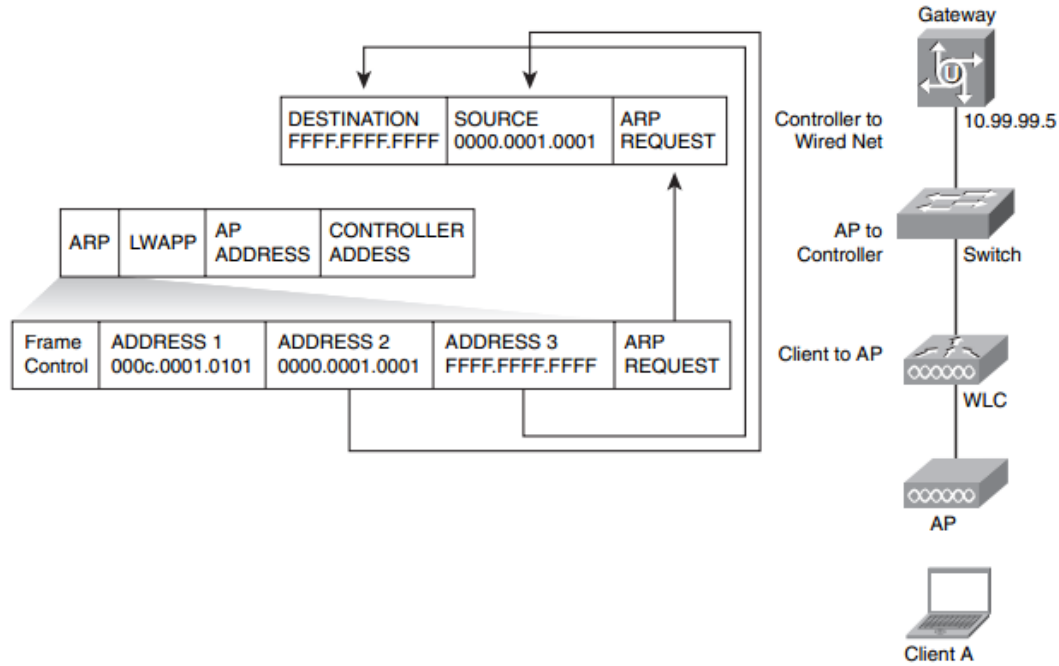 Gateway
U
10.99.99.5
Controller to
Wired Net
DESTINATION
FFFF.FFFF.FFFF
SOURCE
0000.0001.0001
ARP
REQUEST
AP to
Controller
Switch
ARP
LWAPP
AP
ADDRESS
CONTROLLER
ADDESS
Client to AP
WLC
Frame
Control
ADDRESS 1
000c.0001.0101
ADDRESS 2
0000.0001.0001
ADDRESS 3
FFFF.FFFF.FFFF
ARP
REQUEST
AP
Client A